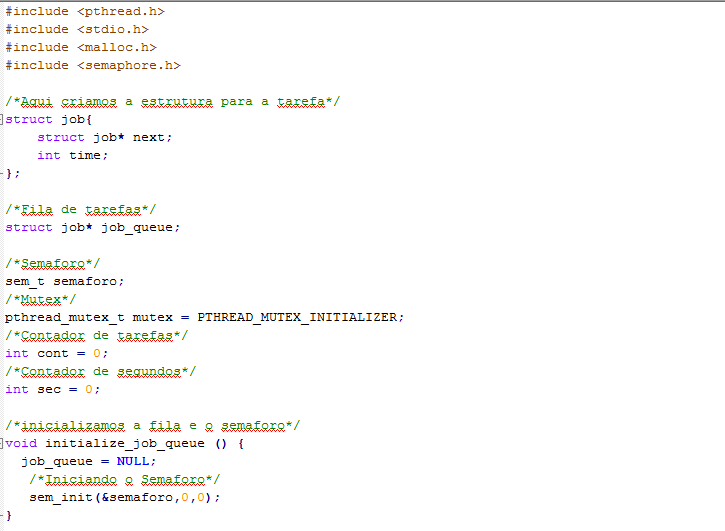 #include <pthread.h>
#include <stdio.h>
#include <malloc.h>
#include <semaphore.h>
/*Aqui criamos a estrutura para a tarefa*/
struct job{
struct job* next;
int time;
};
/*Fila de tarefas*/
struct job* job_queue;
/*Semaforo*/
sem_t semaforo;
/*Mutex*/
pthread_mutex_t mutex = PTHREAD_MUTEX_INITIALIZER;
/*Contador de tarefas*/
int cont = 0;
/*Contador de segundos*/
int sec = 0;
/*inicializamos a fila e o semaforo*/
void initialize_job_queue () {
job_queue = NULL;
/*Iniciando o Semaforo*/
sem_init(&semaforo,0,0);
}